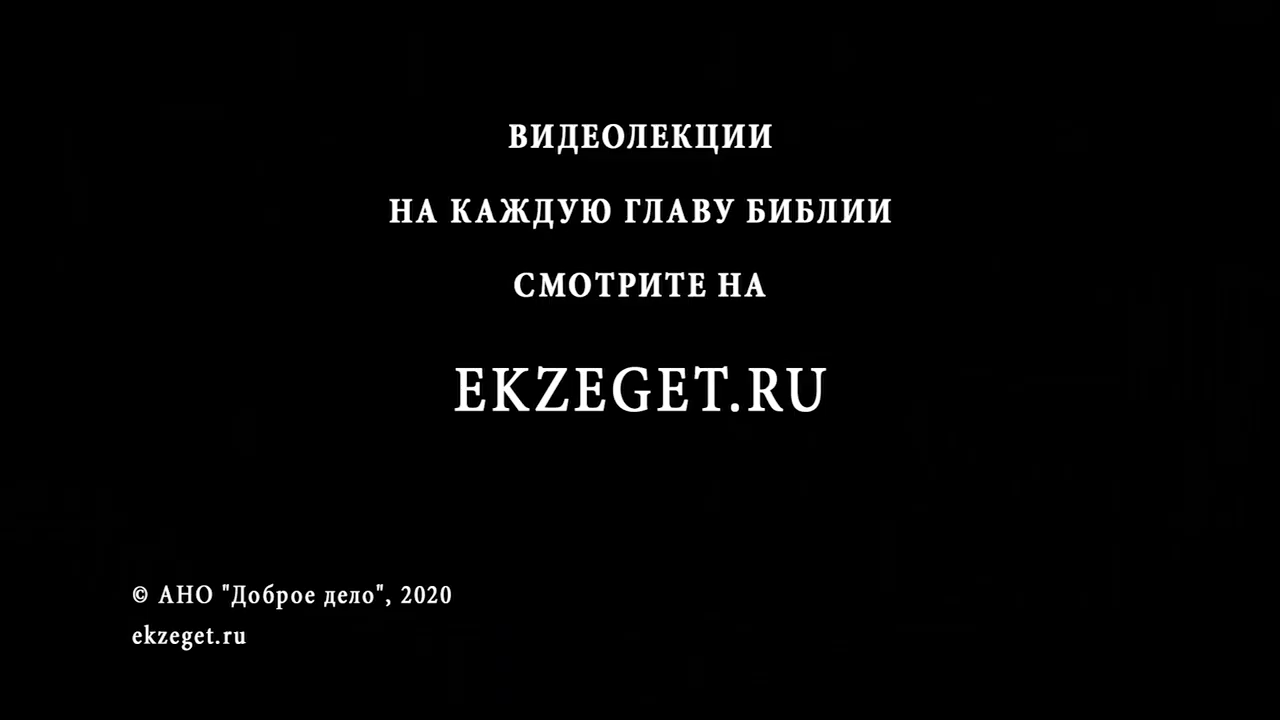 ВИДЕОЛЕКЦИИ
НА КАЖДУЮ ГЛАВУ БИБЛИИ
СМОТРИТЕ НА
EKZEGET.RU
© АНО "Доброе дело", 2020
ekzeget.ru